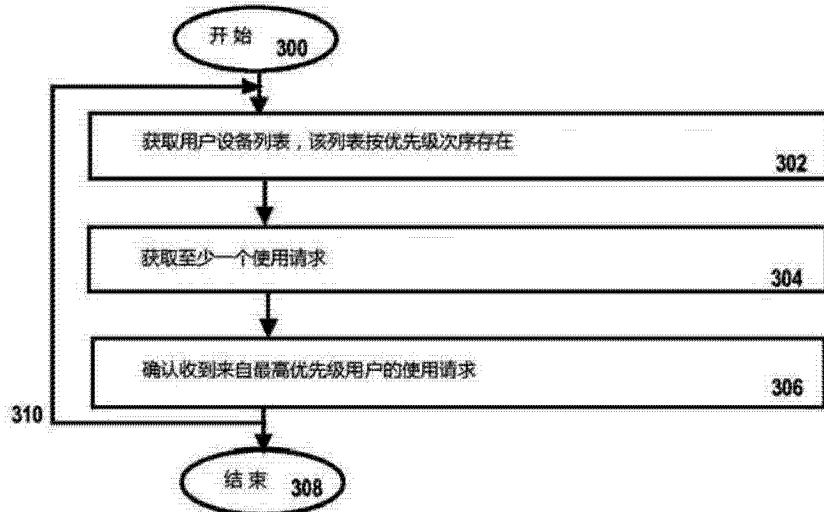 开始 300
获取用户设备列表，该列表按优先级次序存在
302
获取至少一个使用请求
304
确认收到来自最高优先级用户的使用请求
306
310
结束 308